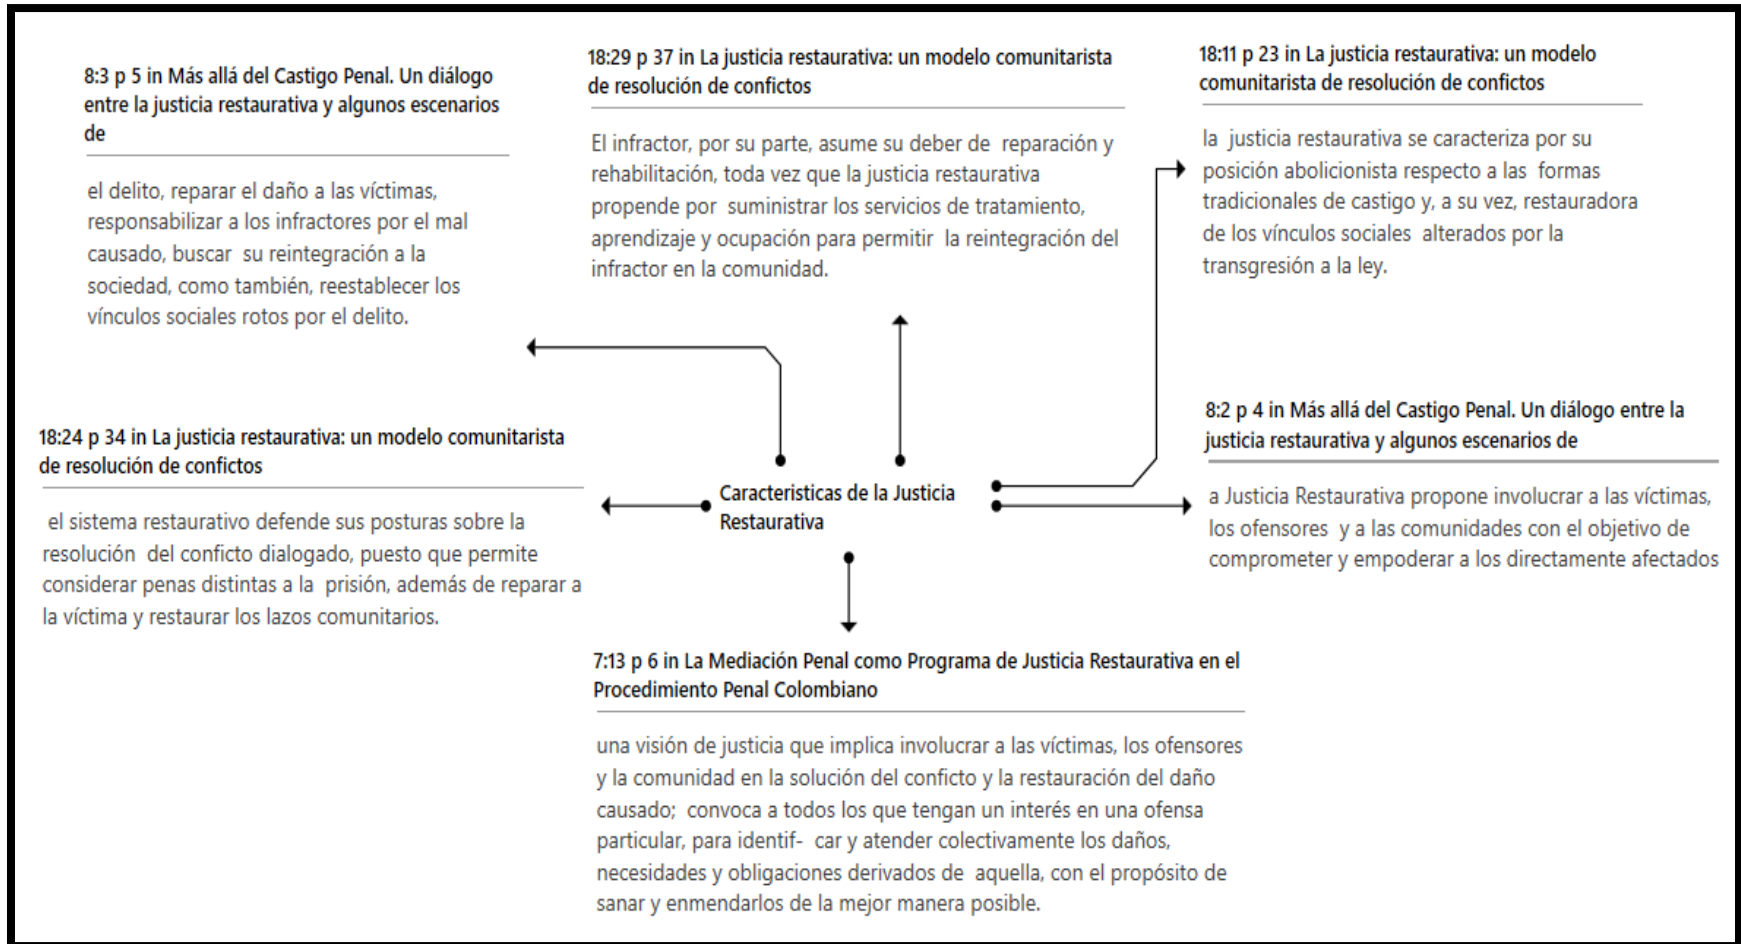 8:3 p 5 in Más allá del Castigo Penal. Un diálogo
entre la justicia restaurativa y algunos escenarios
de
el delito, reparar el daño a las víctimas,
responsabilizar a los infractores por el mal
causado, buscar su reintegración a la
sociedad, como también, reestablecer los
vínculos sociales rotos por el delito.
18:29 p 37 in La justicia restaurativa: un modelo comunitarista
de resolución de confictos
El infractor, por su parte, asume su deber de reparación y
rehabilitación, toda vez que la justicia restaurativa
propende por suministrar los servicios de tratamiento,
aprendizaje y ocupación para permitir la reintegración del
infractor en la comunidad.
18:11 p 23 in La justicia restaurativa: un modelo
comunitarista de resolución de confictos
la justicia restaurativa se caracteriza por su
posición abolicionista respecto a las formas
tradicionales de castigo y, a su vez, restauradora
de los vínculos sociales alterados por la
transgresión a la ley.
18:24 p 34 in La justicia restaurativa: un modelo comunitarista
de resolución de confictos
el sistema restaurativo defende sus posturas sobre la
resolución del conficto dialogado, puesto que permite
considerar penas distintas a la prisión, además de reparar a
la víctima y restaurar los lazos comunitarios.
Caracteristicas de la Justicia
Restaurativa
8:2 p 4 in Más allá del Castigo Penal. Un diálogo entre la
justicia restaurativa y algunos escenarios de
a Justicia Restaurativa propone involucrar a las víctimas,
los ofensores y a las comunidades con el objetivo de
comprometer y empoderar a los directamente afectados
7:13 p 6 in La Mediación Penal como Programa de Justicia Restaurativa en el
Procedimiento Penal Colombiano
una visión de justicia que implica involucrar a las víctimas, los ofensores
y la comunidad en la solución del conficto y la restauración del daño
causado; convoca a todos los que tengan un interés en una ofensa
particular, para identif- car y atender colectivamente los daños,
necesidades y obligaciones derivados de aquella, con el propósito de
sanar y enmendarlos de la mejor manera posible.